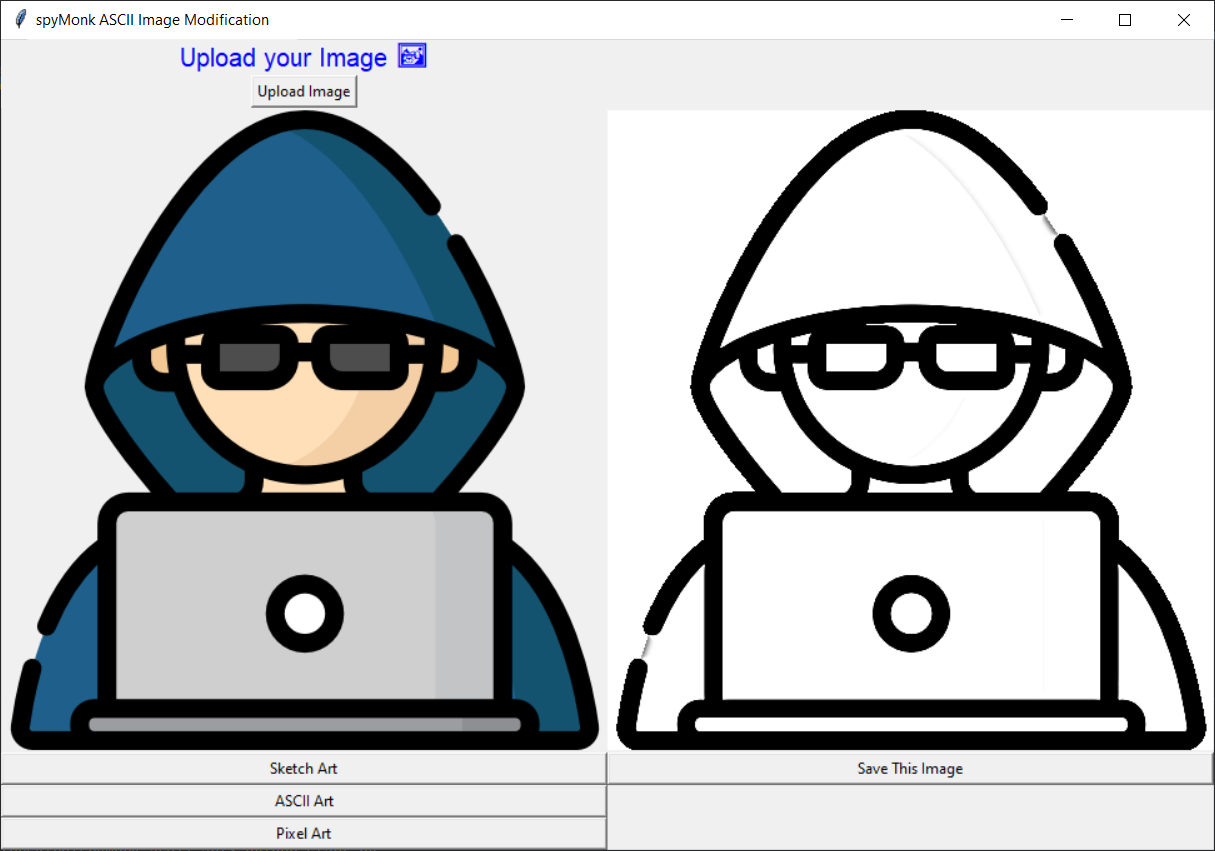 spyMonk ASCII Image Modification
Upload your Image
Upload Image
Sketch Art
Save This Image
ASCII Art
Pixel Art